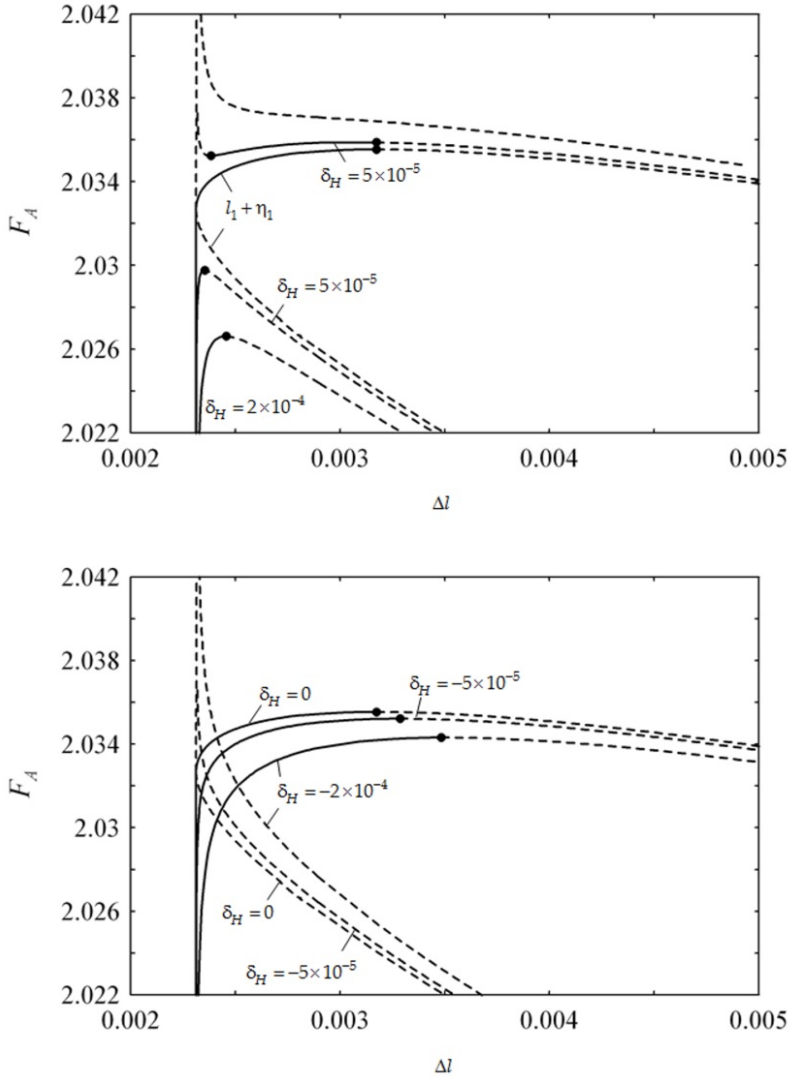 2.042
2.038
2.034
2.03
2.026
2.022
F_A
δ_H = 5×10⁻⁵
l₁ + η₁
δ_H = 5×10⁻⁵
δ_H = 2×10⁻⁴
0.002
0.003
0.004
0.005
Δl
2.042
2.038
2.034
2.03
2.026
2.022
F_A
δ_H = 0
δ_H = −5×10⁻⁵
δ_H = −2×10⁻⁴
δ_H = 0
δ_H = −5×10⁻⁵
0.002
0.003
0.004
0.005
Δl